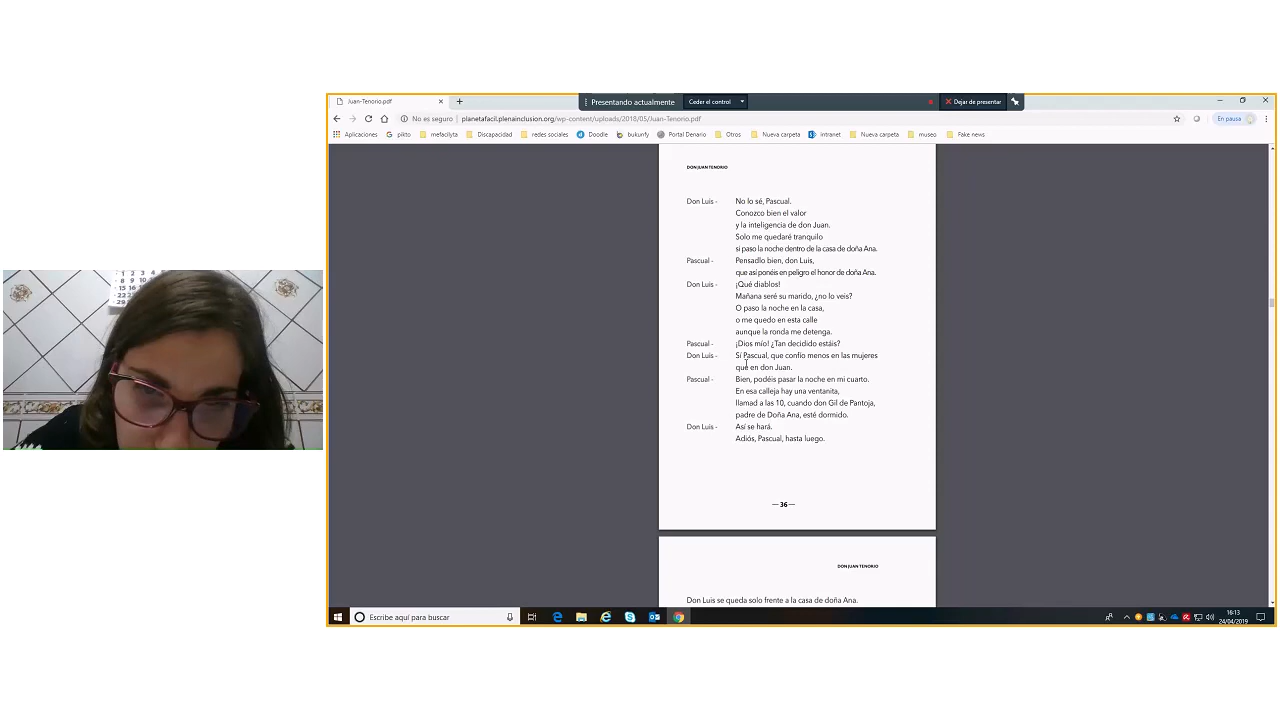 Juan-Tenorio.pdf
Presentando actualmente
Ceder el control
Dejar de presentar
No es seguro
planetafacil.plenainclusion.org/wp-content/uploads/2018/05/Juan-Tenorio.pdf
En pausa
Aplicaciones
pikto
mefacilyta
Discapacidad
redes sociales
Doodle
bukunfy
Portal Denario
Otros
Nueva carpeta
intranet
Nueva carpeta
museo
Fake news
DON JUAN TENORIO
Don Luis - No lo sé, Pascual.
Conozco bien el valor
y la inteligencia de don Juan.
Solo me quedaré tranquilo
si paso la noche dentro de la casa de doña Ana.
Pascual - Pensadlo bien, don Luis,
que así ponéis en peligro el honor de doña Ana.
Don Luis - ¡Qué diablos!
Mañana seré su marido, ¿no lo veis?
O paso la noche en la casa,
o me quedo en esta calle
aunque la ronda me detenga.
Pascual - ¡Dios mío! ¿Tan decidido estáis?
Don Luis - Sí Pascual, que confío menos en las mujeres
que en don Juan.
Pascual - Bien, podéis pasar la noche en mi cuarto.
En esa calleja hay una ventanita,
llamad a las 10, cuando don Gil de Pantoja,
padre de Doña Ana, esté dormido.
Don Luis - Así se hará.
Adiós, Pascual, hasta luego.
— 36 —
DON JUAN TENORIO
Don Luis se queda solo frente a la casa de doña Ana.
Escribe aquí para buscar
16:13
24/04/2019